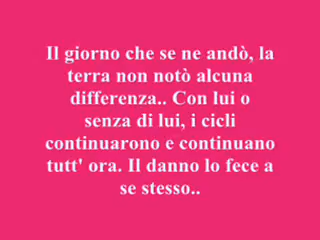 Il giorno che se ne andò, la
terra non notò alcuna
differenza.. Con lui o
senza di lui, i cicli
continuarono e continuano
tutt' ora. Il danno lo fece a
se stesso..